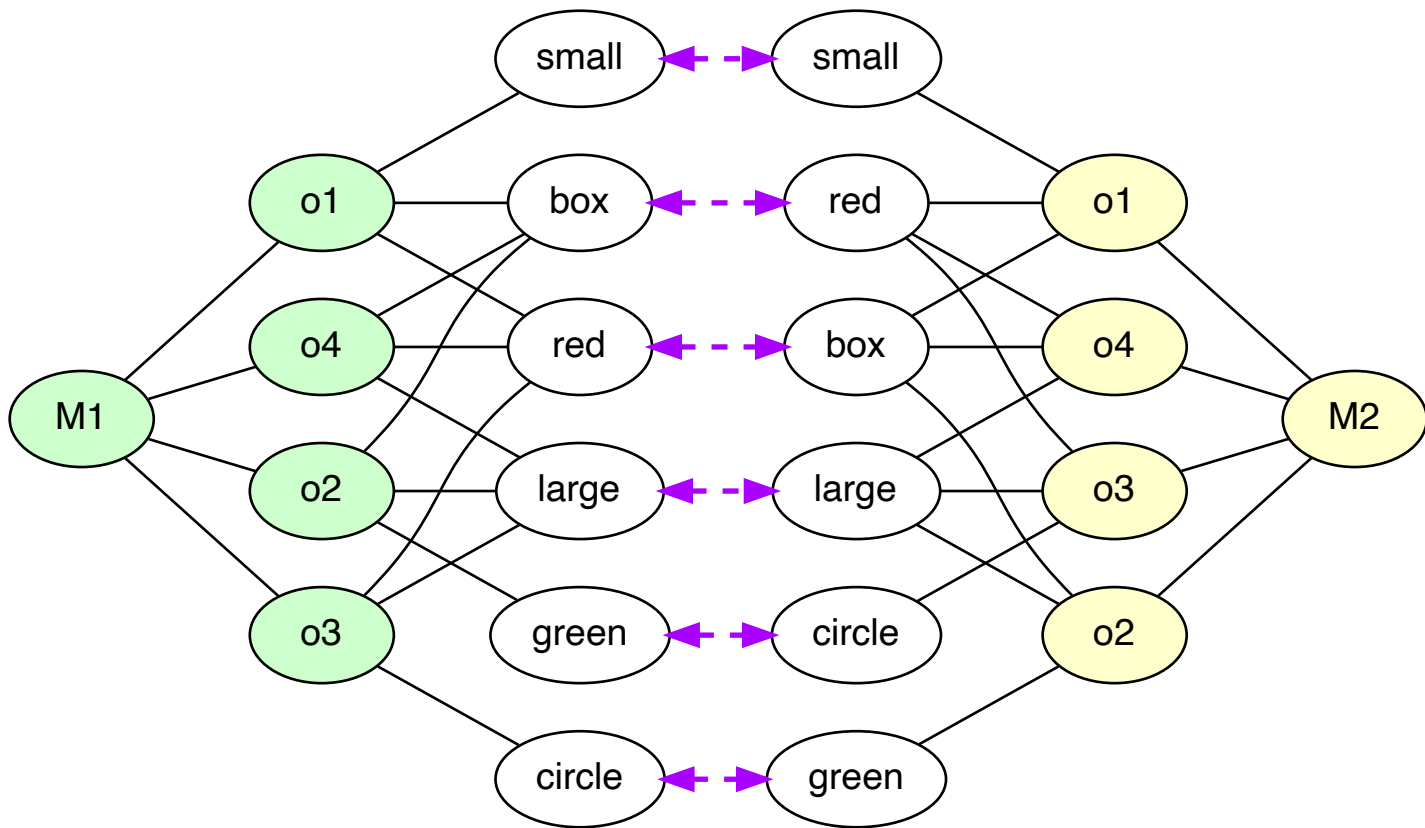 small small
o1 box red o1
o4 red box o4
M1 M2
o2 large large o3
o3 green circle o2
circle green